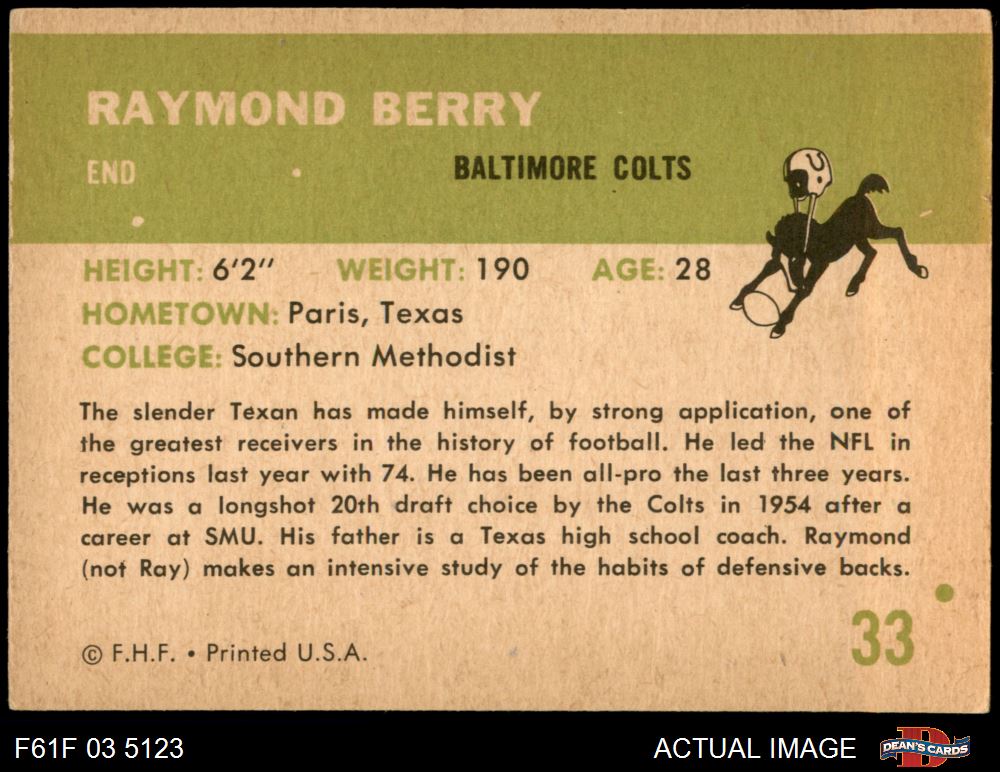 RAYMOND BERRY
END BALTIMORE COLTS
HEIGHT: 6'2" WEIGHT: 190 AGE: 28
HOMETOWN: Paris, Texas
COLLEGE: Southern Methodist
The slender Texan has made himself, by strong application, one of
the greatest receivers in the history of football. He led the NFL in
receptions last year with 74. He has been all-pro the last three years.
He was a longshot 20th draft choice by the Colts in 1954 after a
career at SMU. His father is a Texas high school coach. Raymond
(not Ray) makes an intensive study of the habits of defensive backs.
33
© F.H.F. • Printed U.S.A.
F61F 03 5123 ACTUAL IMAGE D DEAN'S CARDS